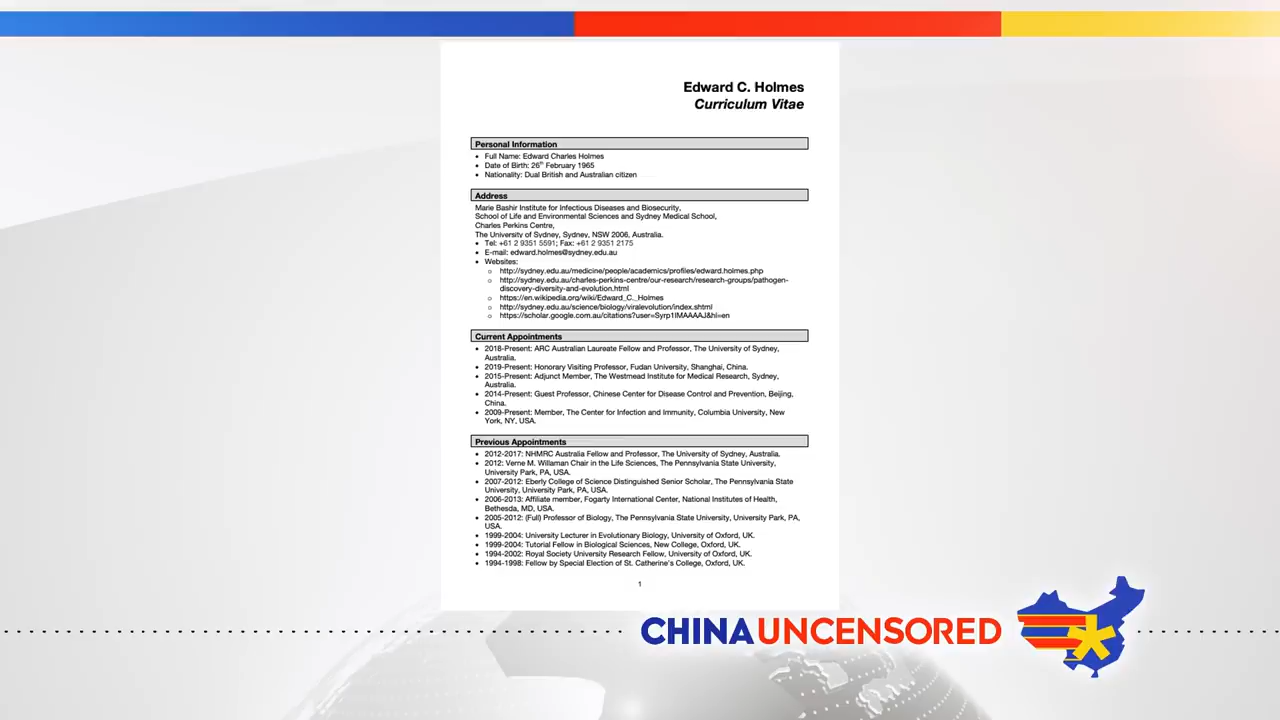 Edward C. Holmes
Curriculum Vitae
Personal Information
• Full Name: Edward Charles Holmes
• Date of Birth: 26th February 1965
• Nationality: Dual British and Australian citizen
Address
Marie Bashir Institute for Infectious Diseases and Biosecurity,
School of Life and Environmental Sciences and Sydney Medical School,
Charles Perkins Centre,
The University of Sydney, Sydney, NSW 2006, Australia.
• Tel: +61 2 9351 5591; Fax: +61 2 9351 2175
• E-mail: edward.holmes@sydney.edu.au
• Websites:
o http://sydney.edu.au/medicine/people/academics/profiles/edward.holmes.php
o http://sydney.edu.au/charles-perkins-centre/our-research/research-groups/pathogen-
discovery-diversity-and-evolution.html
o https://en.wikipedia.org/wiki/Edward_C._Holmes
o http://sydney.edu.au/science/biology/viralevolution/index.shtml
o https://scholar.google.com.au/citations?user=Syrp1IMAAAAJ&hl=en
Current Appointments
• 2018-Present: ARC Australian Laureate Fellow and Professor, The University of Sydney,
Australia.
• 2019-Present: Honorary Visiting Professor, Fudan University, Shanghai, China.
• 2015-Present: Adjunct Member, The Westmead Institute for Medical Research, Sydney,
Australia.
• 2014-Present: Guest Professor, Chinese Center for Disease Control and Prevention, Beijing,
China.
• 2009-Present: Member, The Center for Infection and Immunity, Columbia University, New
York, NY, USA.
Previous Appointments
• 2012-2017: NHMRC Australia Fellow and Professor, The University of Sydney, Australia.
• 2012: Verne M. Willaman Chair in the Life Sciences, The Pennsylvania State University,
University Park, PA, USA.
• 2007-2012: Eberly College of Science Distinguished Senior Scholar, The Pennsylvania State
University, University Park, PA, USA.
• 2006-2013: Affiliate member, Fogarty International Center, National Institutes of Health,
Bethesda, MD, USA.
• 2005-2012: (Full) Professor of Biology, The Pennsylvania State University, University Park, PA,
USA.
• 1999-2004: University Lecturer in Evolutionary Biology, University of Oxford, UK.
• 1999-2004: Tutorial Fellow in Biological Sciences, New College, Oxford, UK.
• 1994-2002: Royal Society University Research Fellow, University of Oxford, UK.
• 1994-1998: Fellow by Special Election of St. Catherine's College, Oxford, UK.
1
CHINA UNCENSORED